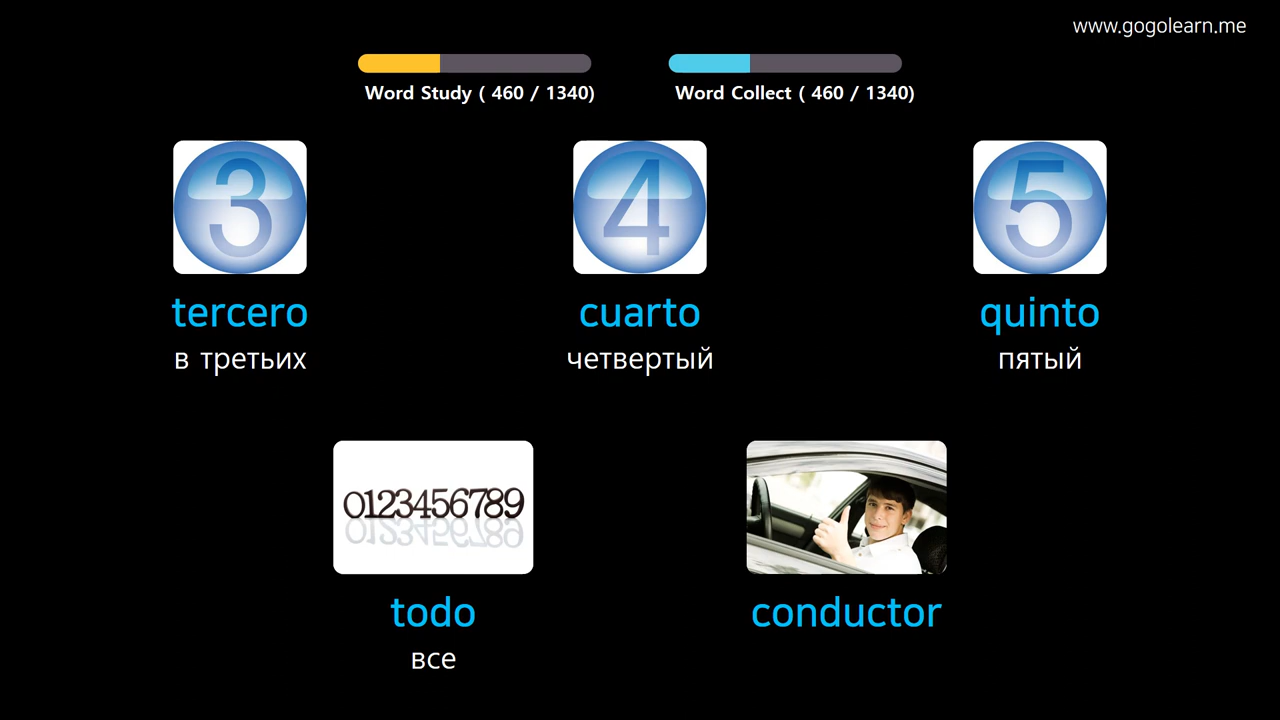 www.gogolearn.me
Word Study ( 460 / 1340)
Word Collect ( 460 / 1340)
3
4
5
tercero
cuarto
quinto
в третьих
четвертый
пятый
0123456789
todo
conductor
все